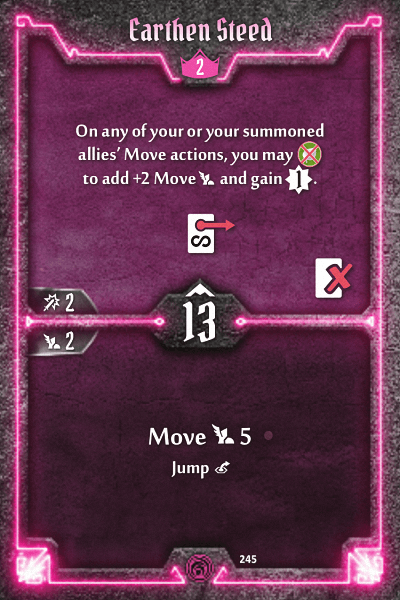 Earthen Steed
2
On any of your or your summoned
allies’ Move actions, you may
to add +2 Move and gain 1.
2
13
2
Move 5
Jump
245